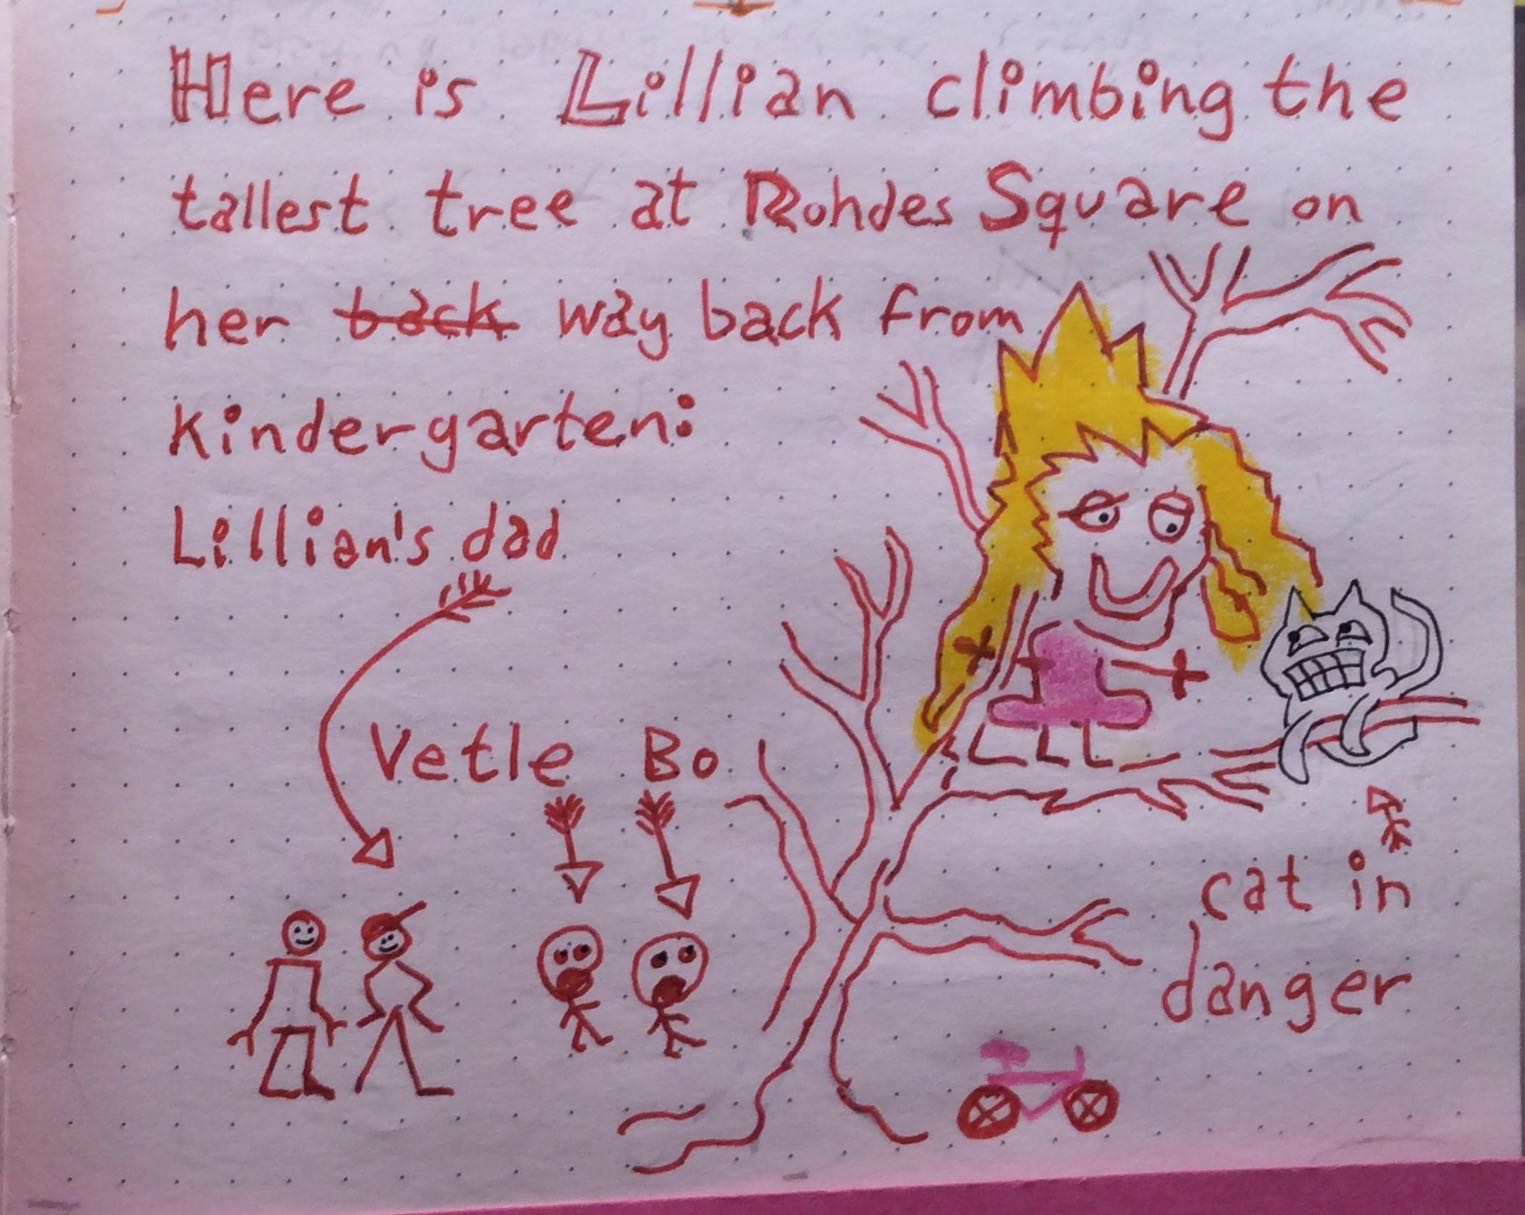 Here is Lillian climbing the
tallest tree at Rohdes Square on
her back way back from
kindergarten:
Lillian's dad
Vetle Bo
cat in
danger